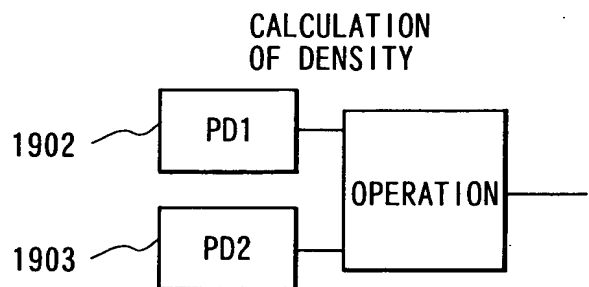 CALCULATION
OF DENSITY
1902
PD1
OPERATION
1903
PD2